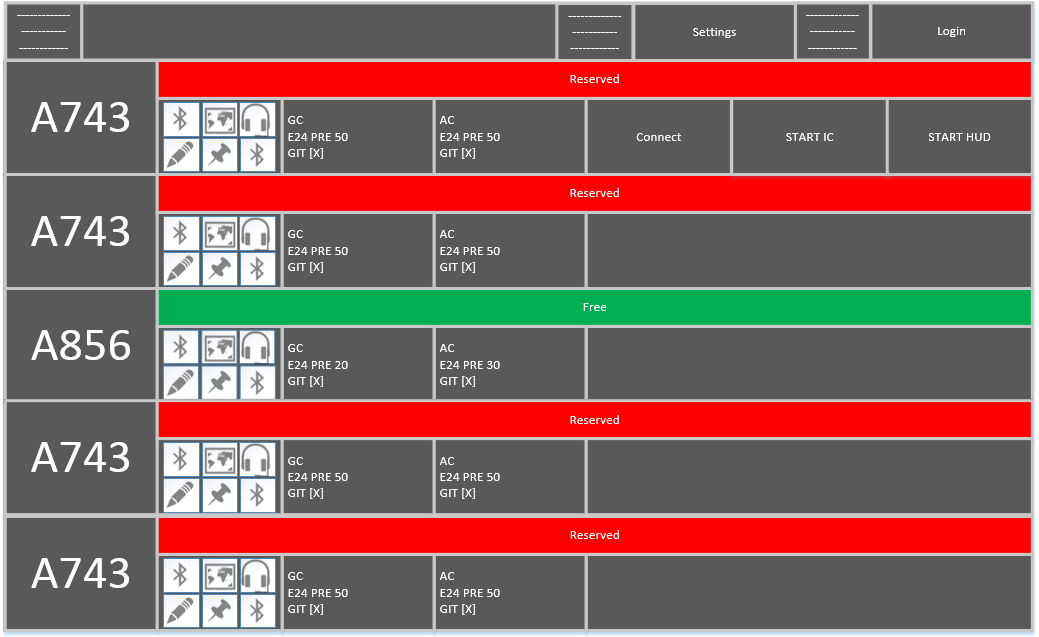 -------------
-----------
------------
-------------
-----------
------------
Settings
-------------
-----------
------------
Login
A743
Reserved
GC
E24 PRE 50
GIT [X]
AC
E24 PRE 50
GIT [X]
Connect
START IC
START HUD
A743
Reserved
GC
E24 PRE 50
GIT [X]
AC
E24 PRE 50
GIT [X]
A856
Free
GC
E24 PRE 20
GIT [X]
AC
E24 PRE 30
GIT [X]
A743
Reserved
GC
E24 PRE 50
GIT [X]
AC
E24 PRE 50
GIT [X]
A743
Reserved
GC
E24 PRE 50
GIT [X]
AC
E24 PRE 50
GIT [X]